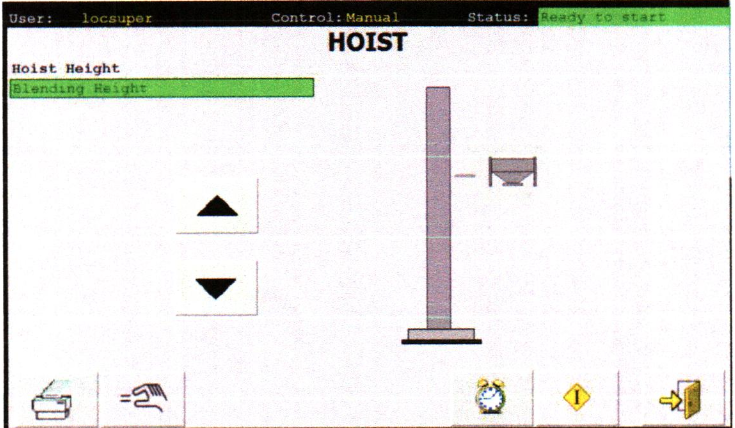 User: locsuper Control: Manual Status: Ready to start
HOIST
Hoist Height
Blending Height
I